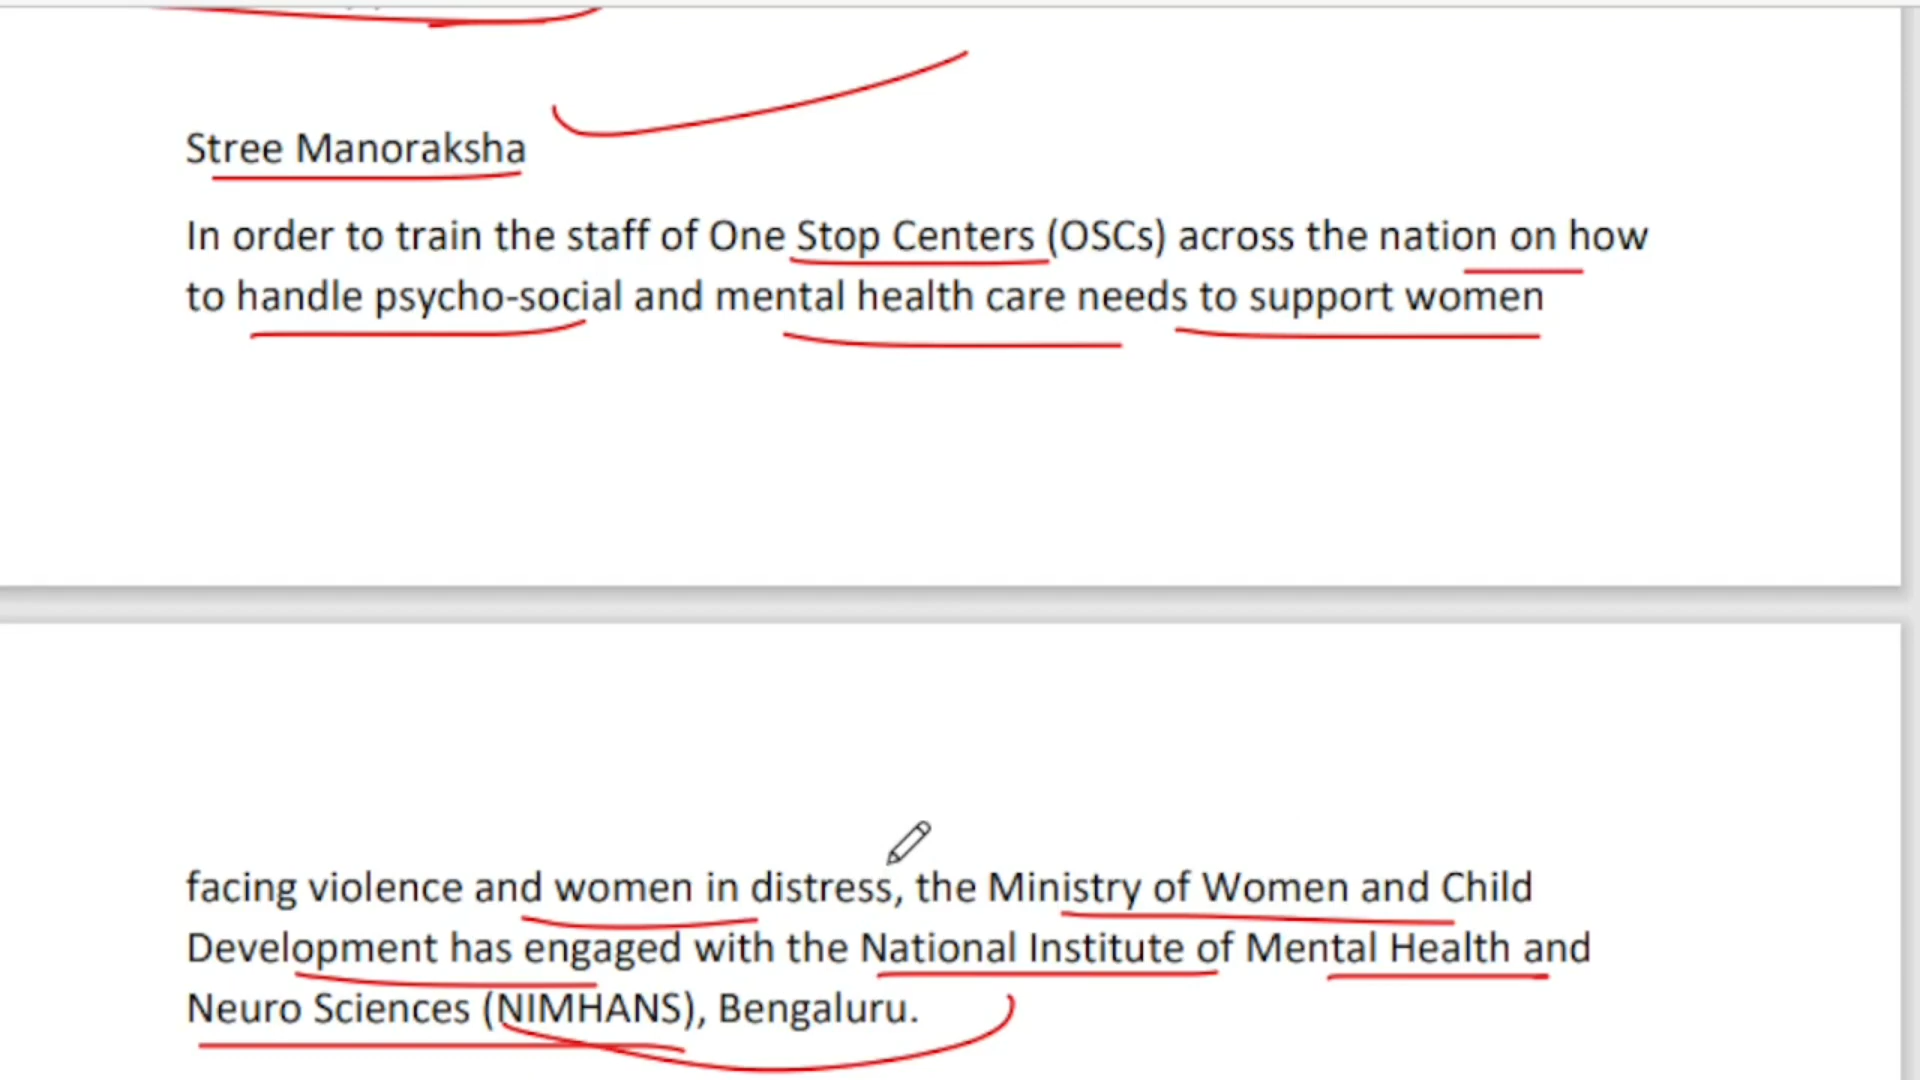 Stree Manoraksha
In order to train the staff of One Stop Centers (OSCs) across the nation on how
to handle psycho-social and mental health care needs to support women
facing violence and women in distress, the Ministry of Women and Child
Development has engaged with the National Institute of Mental Health and
Neuro Sciences (NIMHANS), Bengaluru.